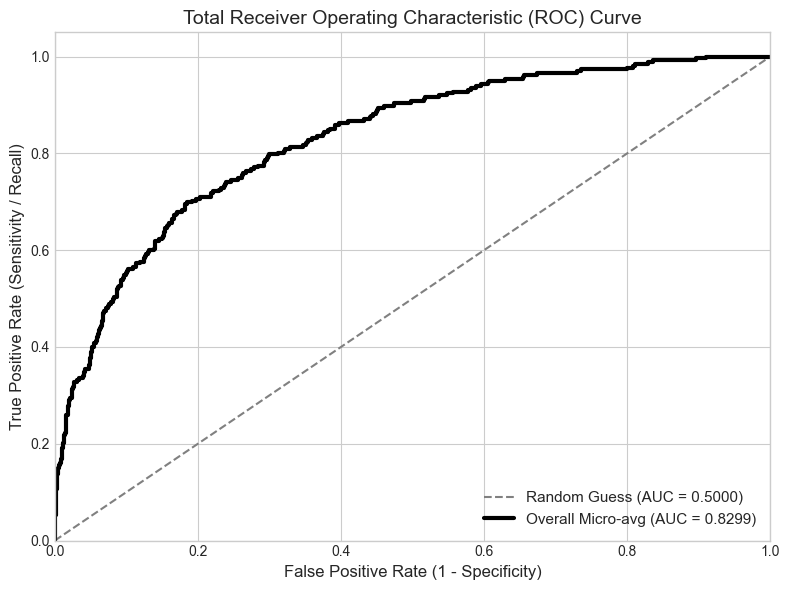 Total Receiver Operating Characteristic (ROC) Curve
True Positive Rate (Sensitivity / Recall)
1.0
0.8
0.6
0.4
0.2
0.0
Random Guess (AUC = 0.5000)
Overall Micro-avg (AUC = 0.8299)
0.0 0.2 0.4 0.6 0.8 1.0
False Positive Rate (1 - Specificity)